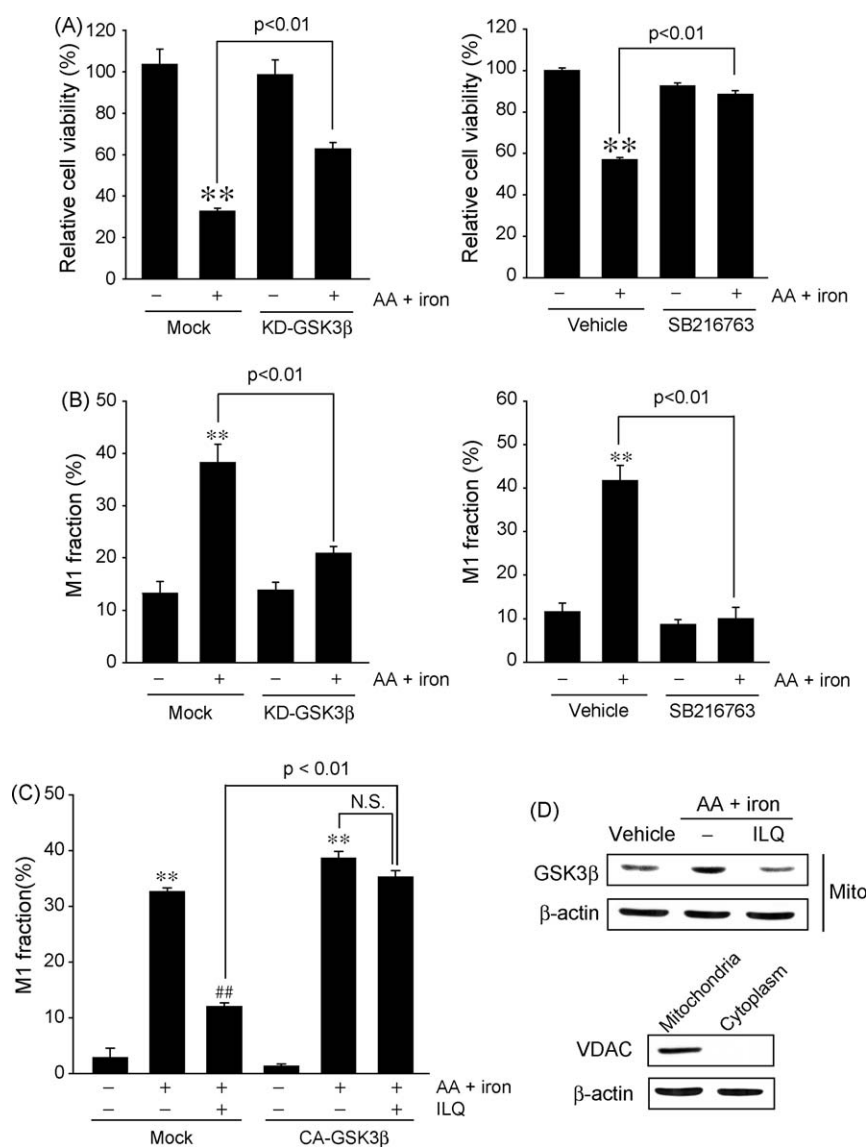 (A)
p<0.01
Relative cell viability (%)
120
100
80
60
40
20
0
**
– + – + AA + iron
Mock KD-GSK3β
p<0.01
Relative cell viability (%)
120
100
80
60
40
20
0
**
– + – + AA + iron
Vehicle SB216763
(B)
p<0.01
M1 fraction (%)
50
40
30
20
10
0
**
– + – + AA + iron
Mock KD-GSK3β
p<0.01
M1 fraction (%)
60
50
40
30
20
10
0
**
– + – + AA + iron
Vehicle SB216763
(C)
p < 0.01
N.S.
M1 fraction(%)
50
40
30
20
10
0
** ## **
– + + – + + AA + iron
– – + – – + ILQ
Mock CA-GSK3β
(D)
AA + iron
Vehicle – ILQ
GSK3β
β-actin
Mito
Mitochondria Cytoplasm
VDAC
β-actin